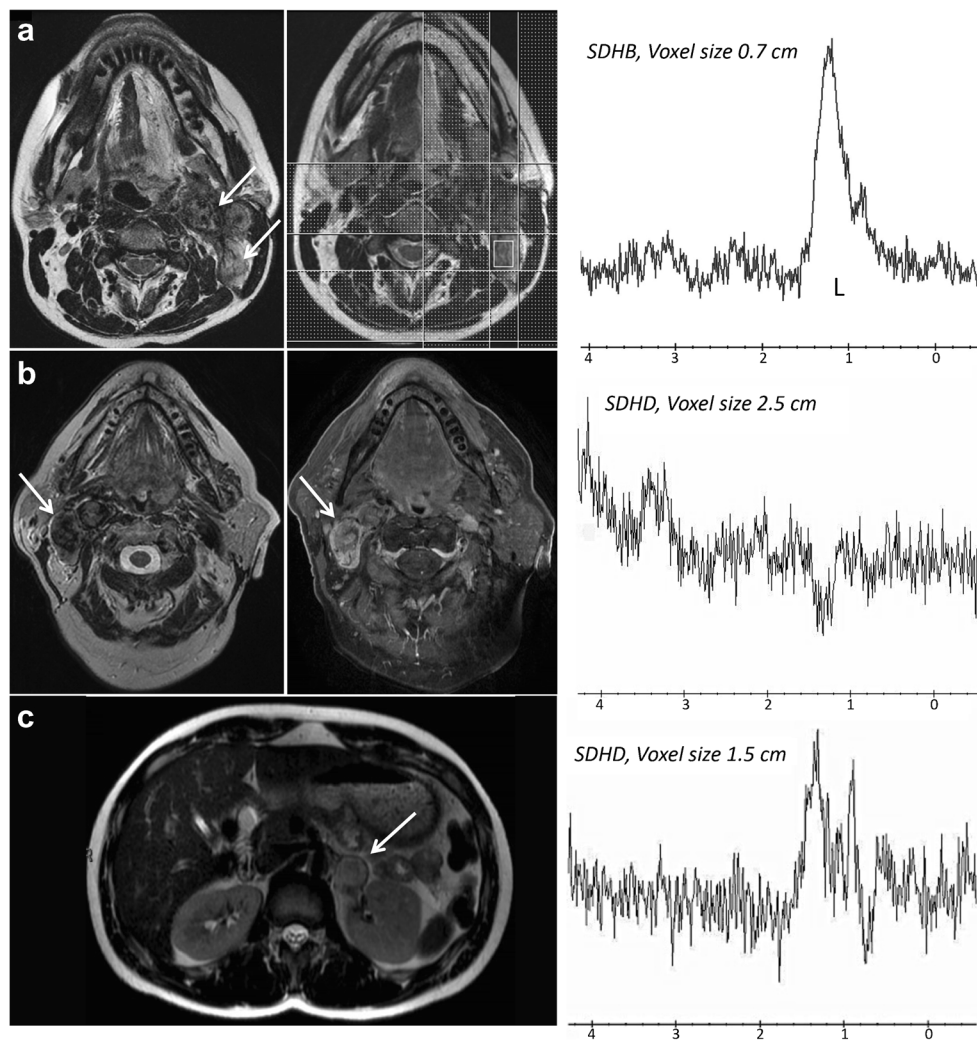 a
SDHB, Voxel size 0.7 cm
L
4 3 2 1 0
b
SDHD, Voxel size 2.5 cm
4 3 2 1 0
c
SDHD, Voxel size 1.5 cm
4 3 2 1 0